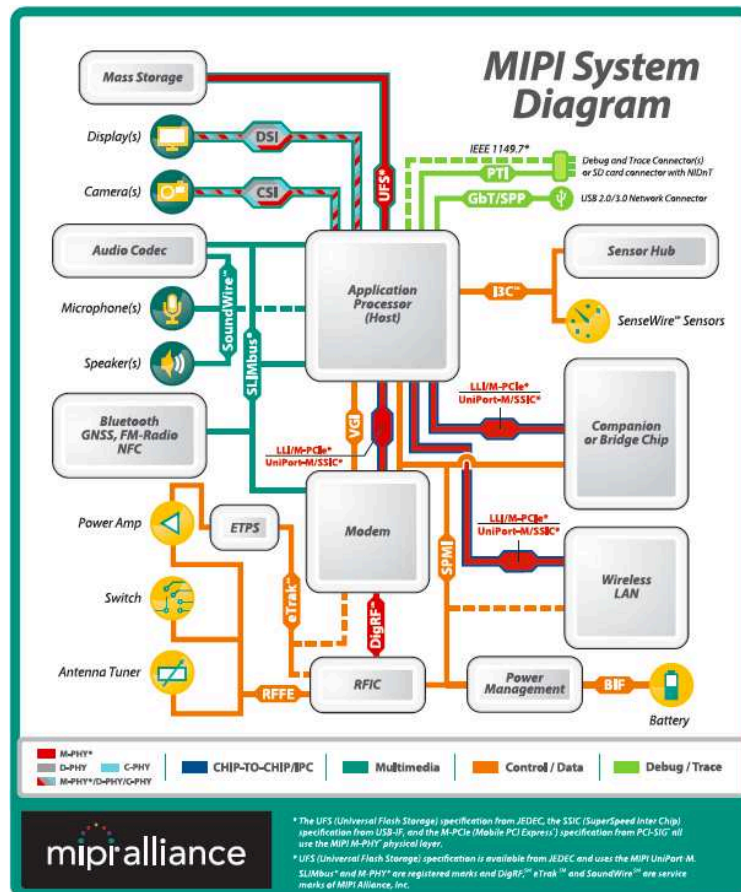 MIPI System
Diagram
Mass Storage
Display(s)
DSI
Camera(s)
CSI
UFS*
IEEE 1149.7*
PTI
Debug and Trace Connector(s)
or SD card connector with NIDnT
GbT/SPP
USB 2.0/3.0 Network Connector
Audio Codec
Microphone(s)
Speaker(s)
SoundWire™
SLIMbus®
Application
Processor
(Host)
I3C™
Sensor Hub
SenseWire™ Sensors
Bluetooth
GNSS, FM-Radio
NFC
VGI
LLI/M-PCIe*
UniPort-M/SSIC*
LLI/M-PCIe*
UniPort-M/SSIC*
Companion
or Bridge Chip
Power Amp
ETPS
Modem
LLI/M-PCIe*
UniPort-M/SSIC*
Wireless
LAN
SPMI
Switch
eTrak™
DigRF™
Antenna Tuner
RFFE
RFIC
Power
Management
BIF
Battery
M-PHY*
D-PHY
C-PHY
M-PHY*/D-PHY/C-PHY
CHIP-TO-CHIP/IPC
Multimedia
Control / Data
Debug / Trace
mipi alliance
* The UFS (Universal Flash Storage) specification from JEDEC, the SSIC (SuperSpeed Inter Chip)
specification from USB-IF, and the M-PCIe (Mobile PCI Express®) specification from PCI-SIG® all
use the MIPI M-PHY® physical layer.
* UFS (Universal Flash Storage) specification is available from JEDEC and uses the MIPI UniPort-M.
SLIMbus® and M-PHY® are registered marks and DigRF,℠ eTrak™ and SoundWire™ are service
marks of MIPI Alliance, Inc.